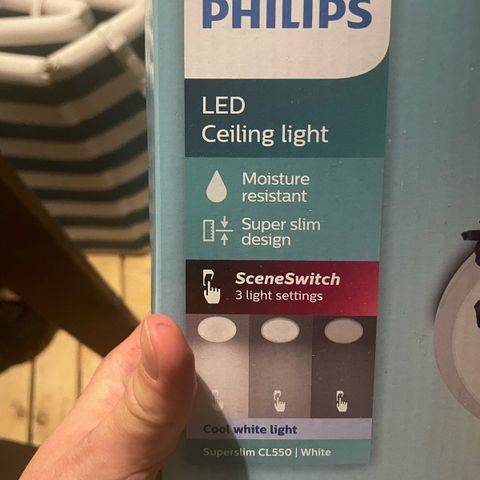 PHILIPS
LED
Ceiling light
Moisture
resistant
Super slim
design
SceneSwitch
3 light settings
Cool white light
Superslim CL550 | White